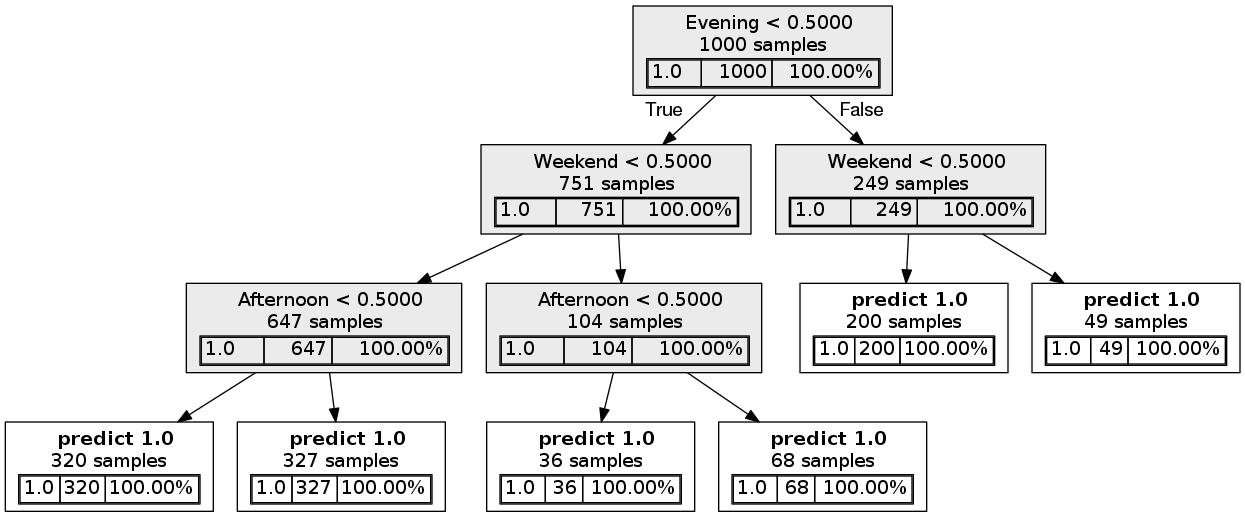 Evening < 0.5000
1000 samples
1.0 1000 100.00%
True False
Weekend < 0.5000
751 samples
1.0 751 100.00%
Weekend < 0.5000
249 samples
1.0 249 100.00%
Afternoon < 0.5000
647 samples
1.0 647 100.00%
Afternoon < 0.5000
104 samples
1.0 104 100.00%
predict 1.0
200 samples
1.0 200 100.00%
predict 1.0
49 samples
1.0 49 100.00%
predict 1.0
320 samples
1.0 320 100.00%
predict 1.0
327 samples
1.0 327 100.00%
predict 1.0
36 samples
1.0 36 100.00%
predict 1.0
68 samples
1.0 68 100.00%